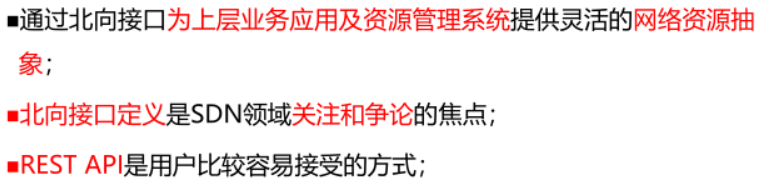 ■通过北向接口为上层业务应用及资源管理系统提供灵活的网络资源抽
象；
■北向接口定义是SDN领域关注和争论的焦点；
■REST API是用户比较容易接受的方式；